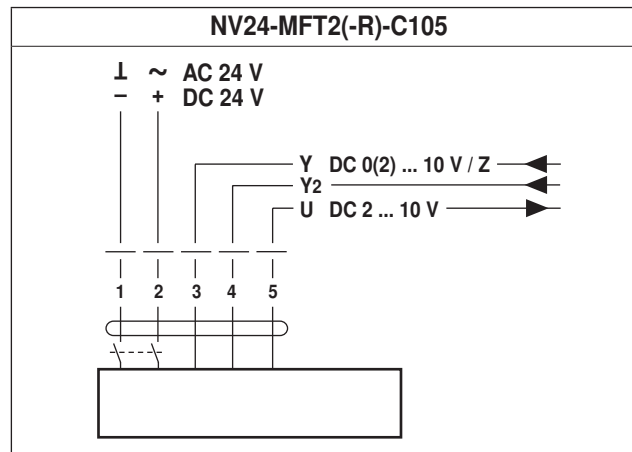 NV24-MFT2(-R)-C105
⊥ ~ AC 24 V
– + DC 24 V
Y DC 0(2) ... 10 V / Z
Y2
U DC 2 ... 10 V
1 2 3 4 5